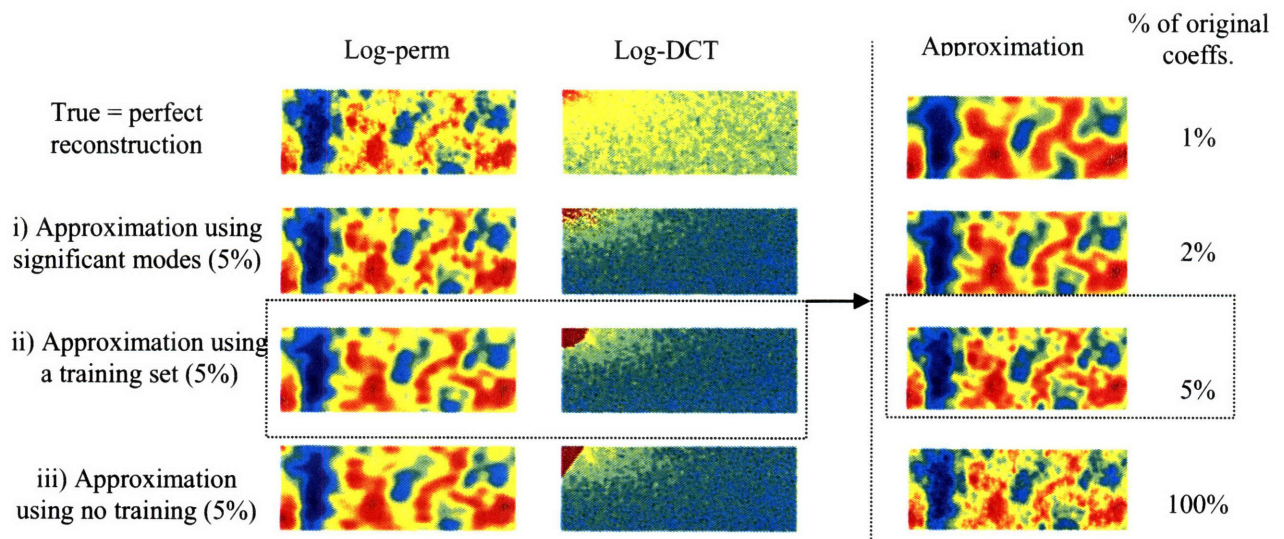 Log-perm
Log-DCT
Approximation
% of original
coeffs.
True = perfect
reconstruction
1%
i) Approximation using
significant modes (5%)
2%
ii) Approximation using
a training set (5%)
5%
iii) Approximation
using no training (5%)
100%